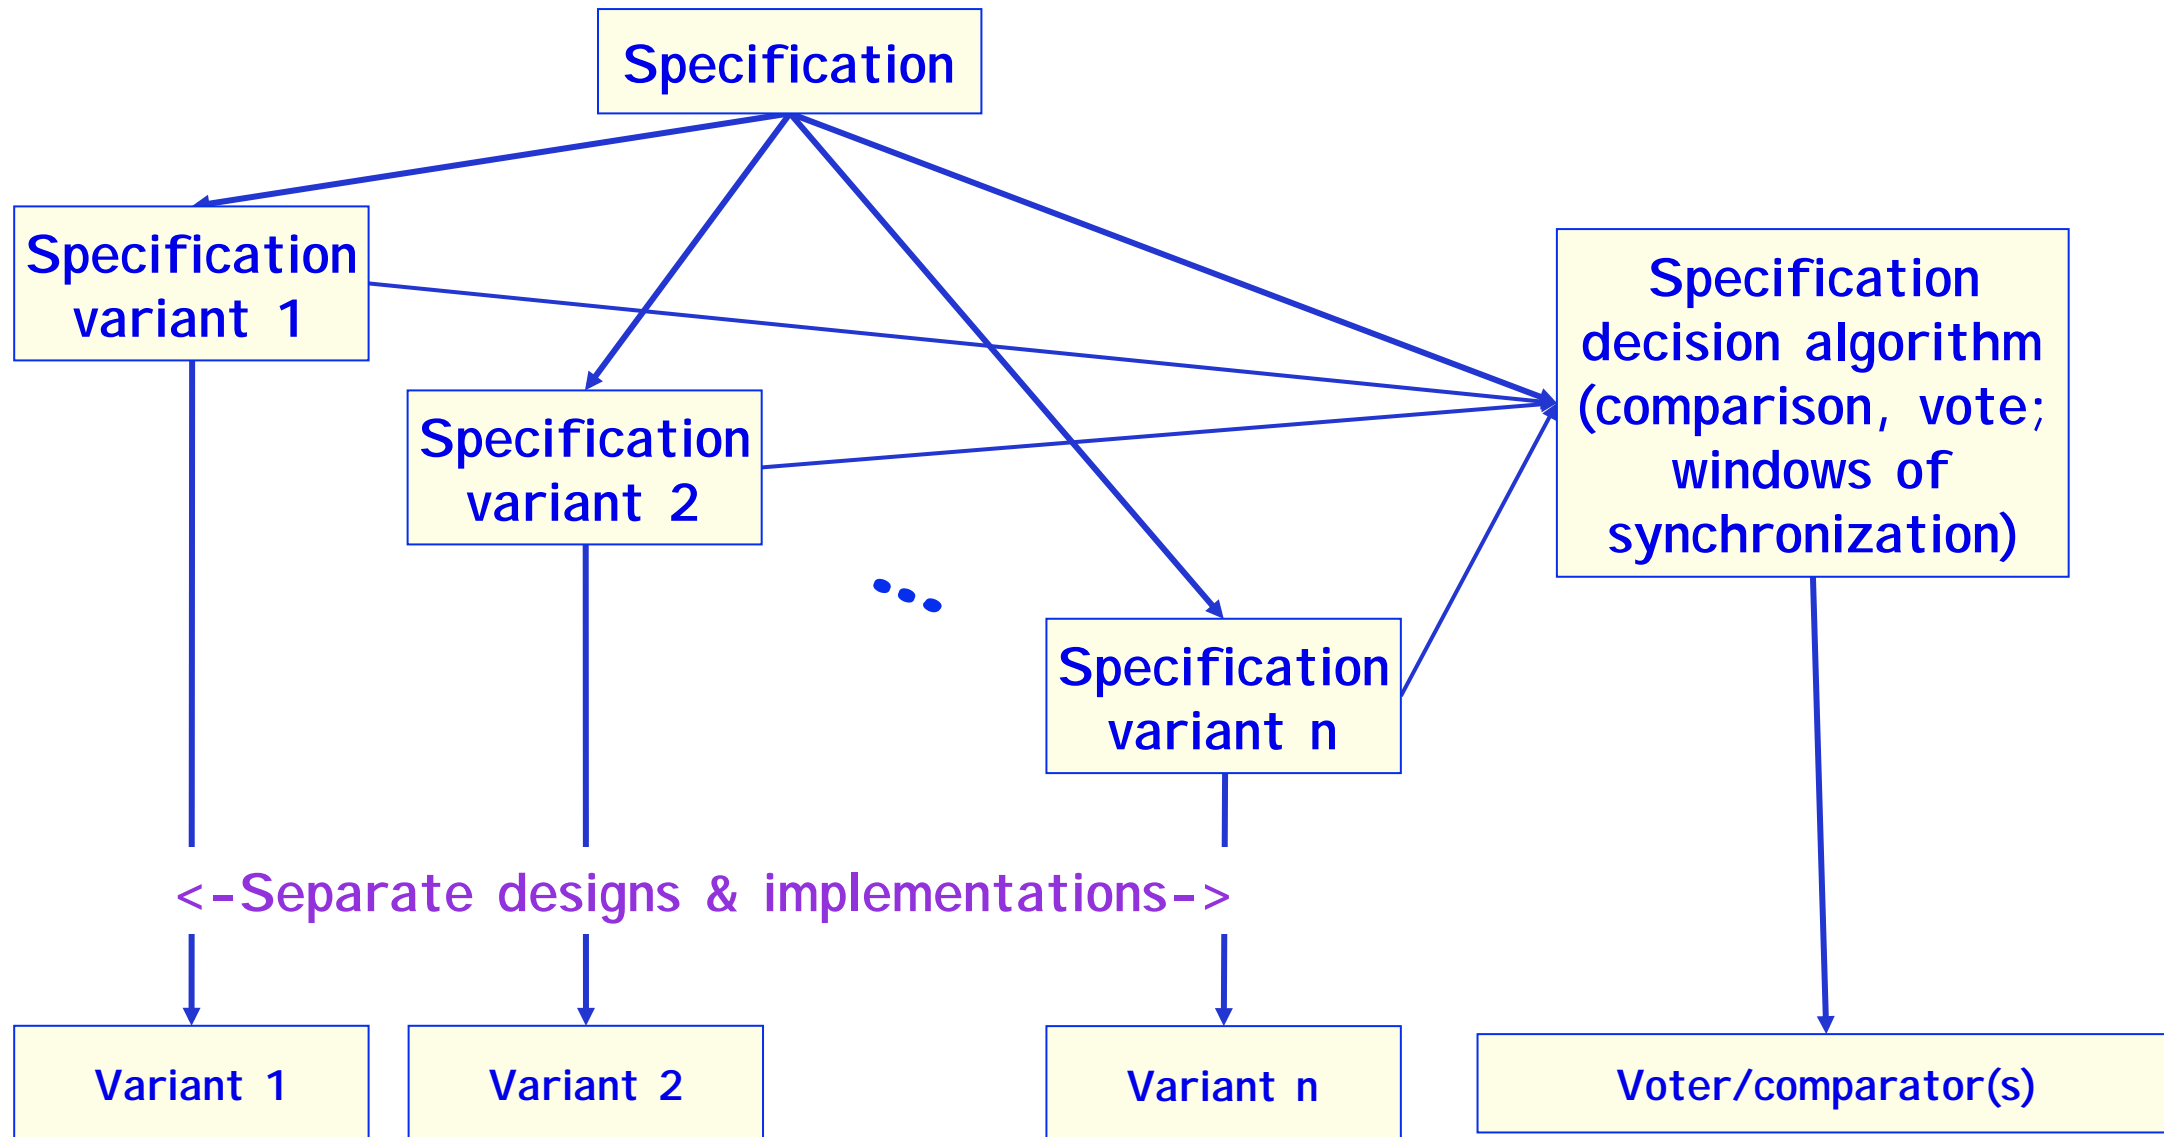 Specification
Specification
variant 1
Specification
decision algorithm
(comparison, vote;
windows of
synchronization)
Specification
variant 2
Specification
variant n
<-Separate designs & implementations->
Variant 1
Variant 2
Variant n
Voter/comparator(s)